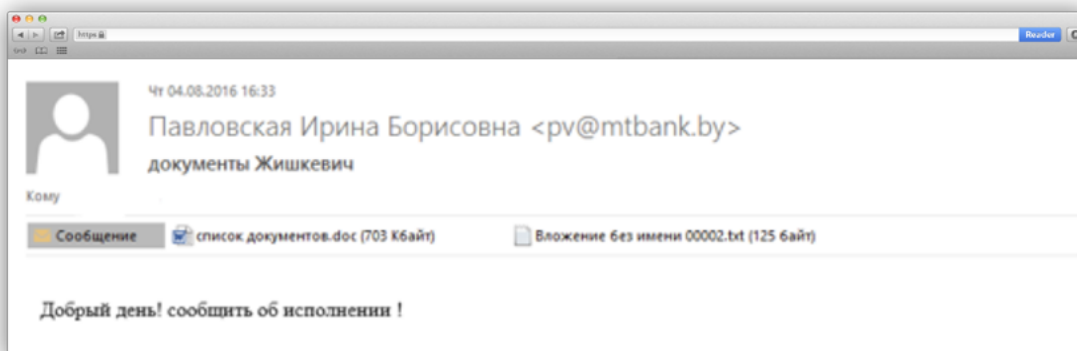 https
Reader
Чт 04.08.2016 16:33
Павловская Ирина Борисовна <pv@mtbank.by>
документы Жишкевич
Кому
Сообщение список документов.doc (703 Кбайт) Вложение без имени 00002.txt (125 байт)
Добрый день! сообщить об исполнении !